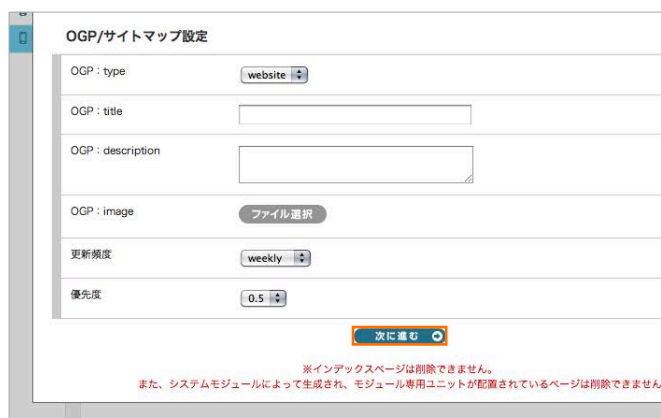 OGP/サイトマップ設定
OGP：type
website
OGP：title
OGP：description
OGP：image
ファイル選択
更新頻度
weekly
優先度
0.5
次に進む
※インデックスページは削除できません。
また、システムモジュールによって生成され、モジュール専用ユニットが配置されているページは削除できません